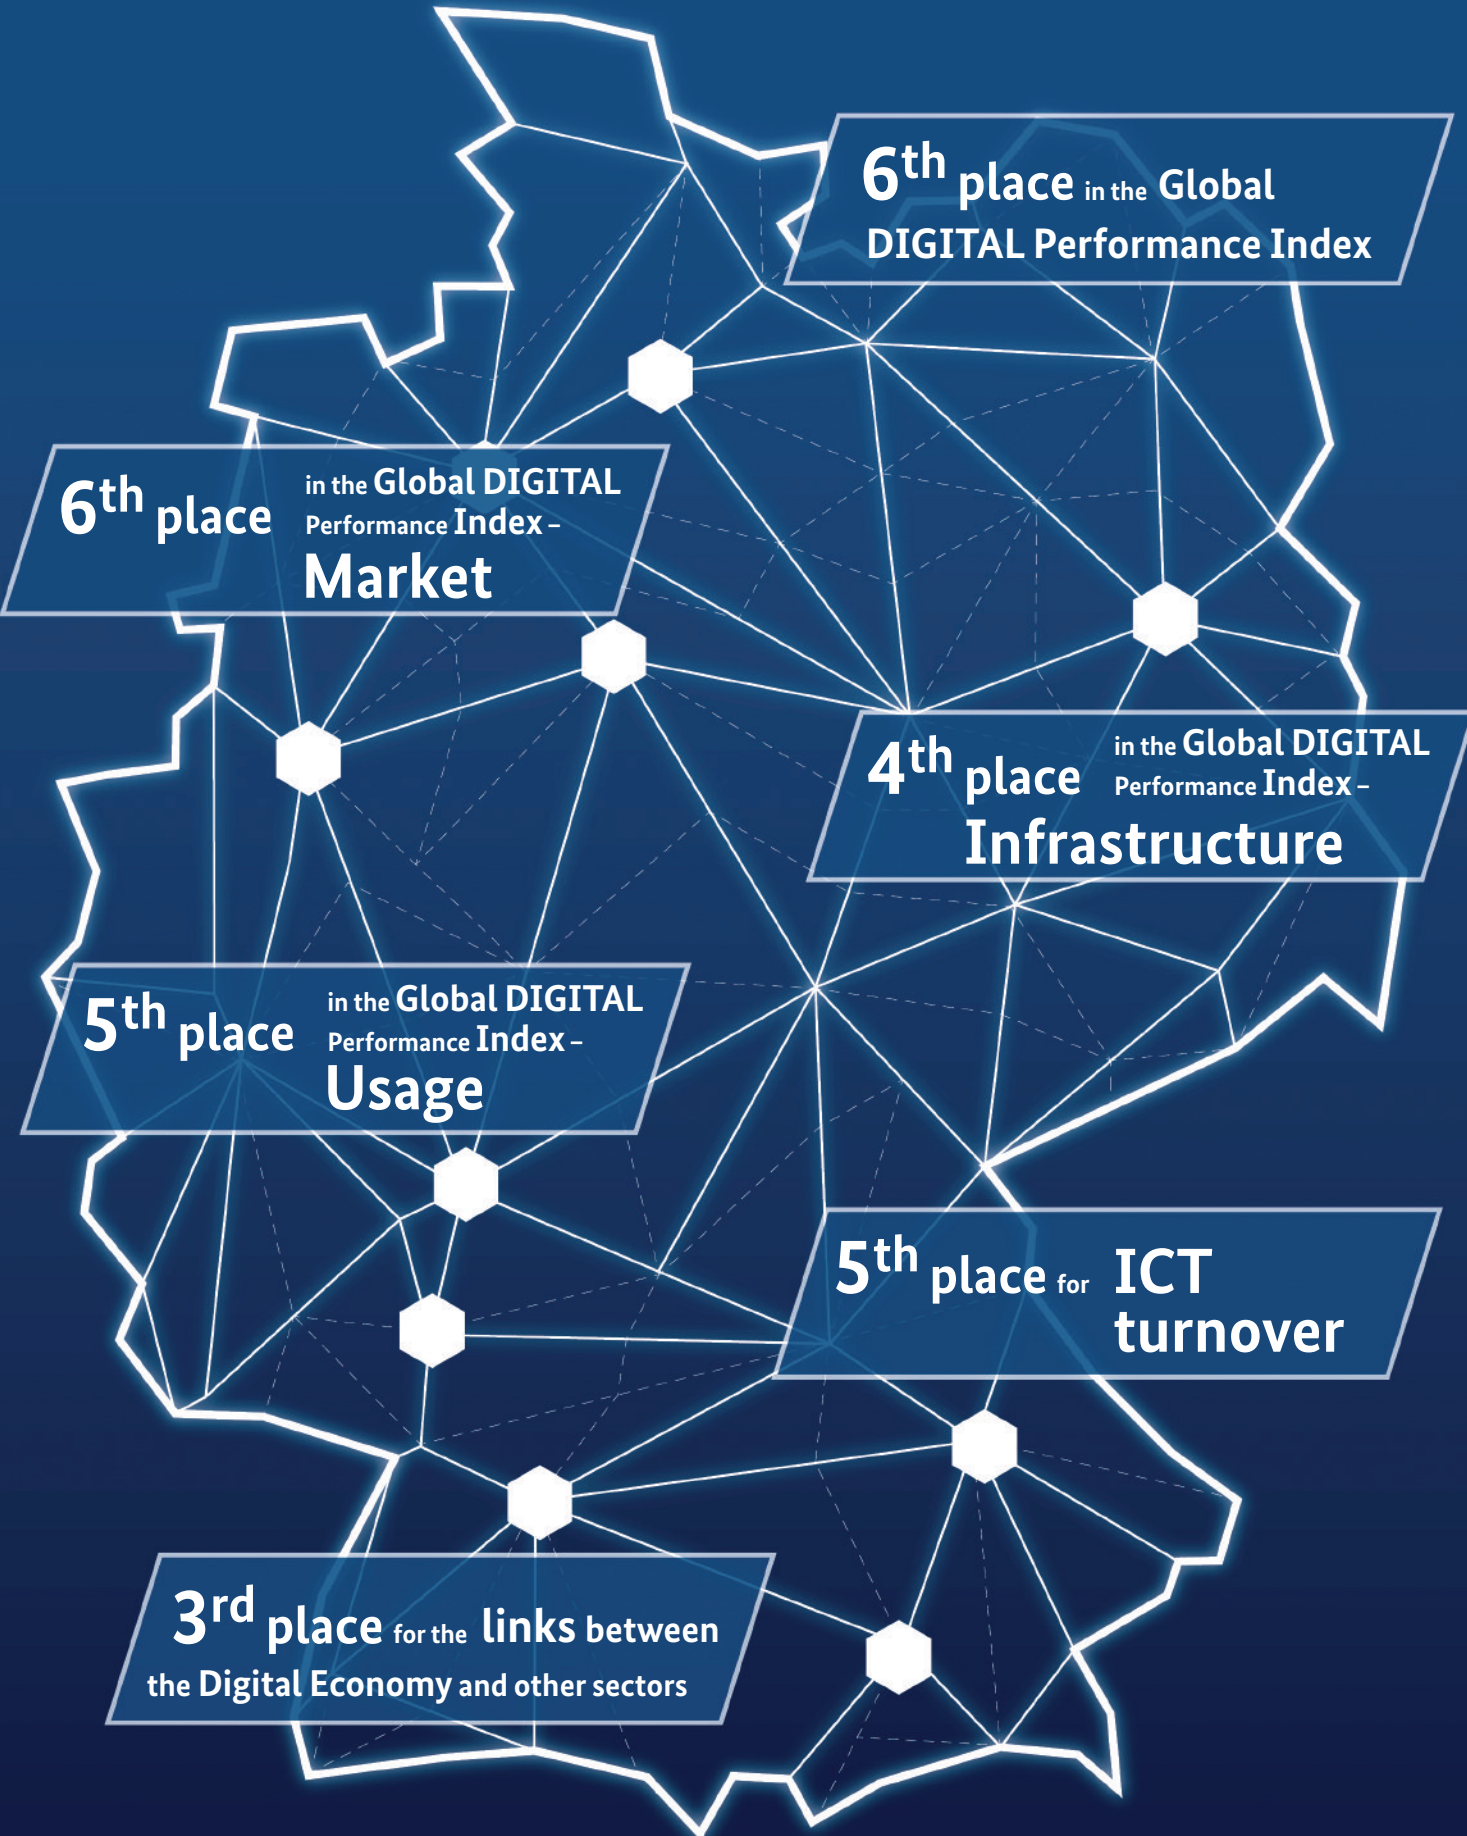 6th place in the Global
DIGITAL Performance Index
6th place in the Global DIGITAL
Performance Index –
Market
4th place in the Global DIGITAL
Performance Index –
Infrastructure
5th place in the Global DIGITAL
Performance Index –
Usage
5th place for ICT
turnover
3rd place for the links between
the Digital Economy and other sectors